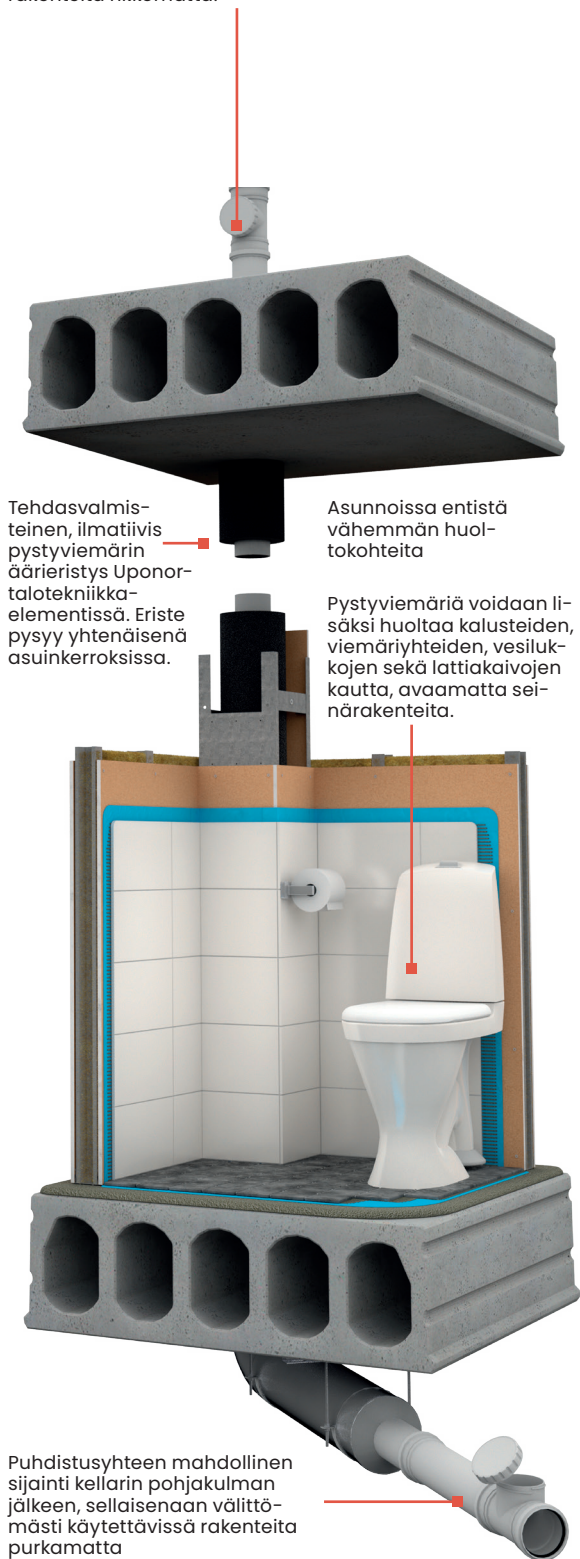 Tehdasvalmis-
teinen, ilmatiivis
pystyviemärin
äärieristys Uponor-
talotekniikka-
elementissä. Eriste
pysyy yhtenäisenä
asuinkerroksissa.
Asunnoissa entistä
vähemmän huol-
tokohteita
Pystyviemäriä voidaan li-
säksi huoltaa kalusteiden,
viemäriyhteiden, vesiluk-
kojen sekä lattiakaivojen
kautta, avaamatta sei-
närakenteita.
Puhdistusyhteen mahdollinen
sijainti kellarin pohjakulman
jälkeen, sellaisenaan välittö-
mästi käytettävissä rakenteita
purkamatta